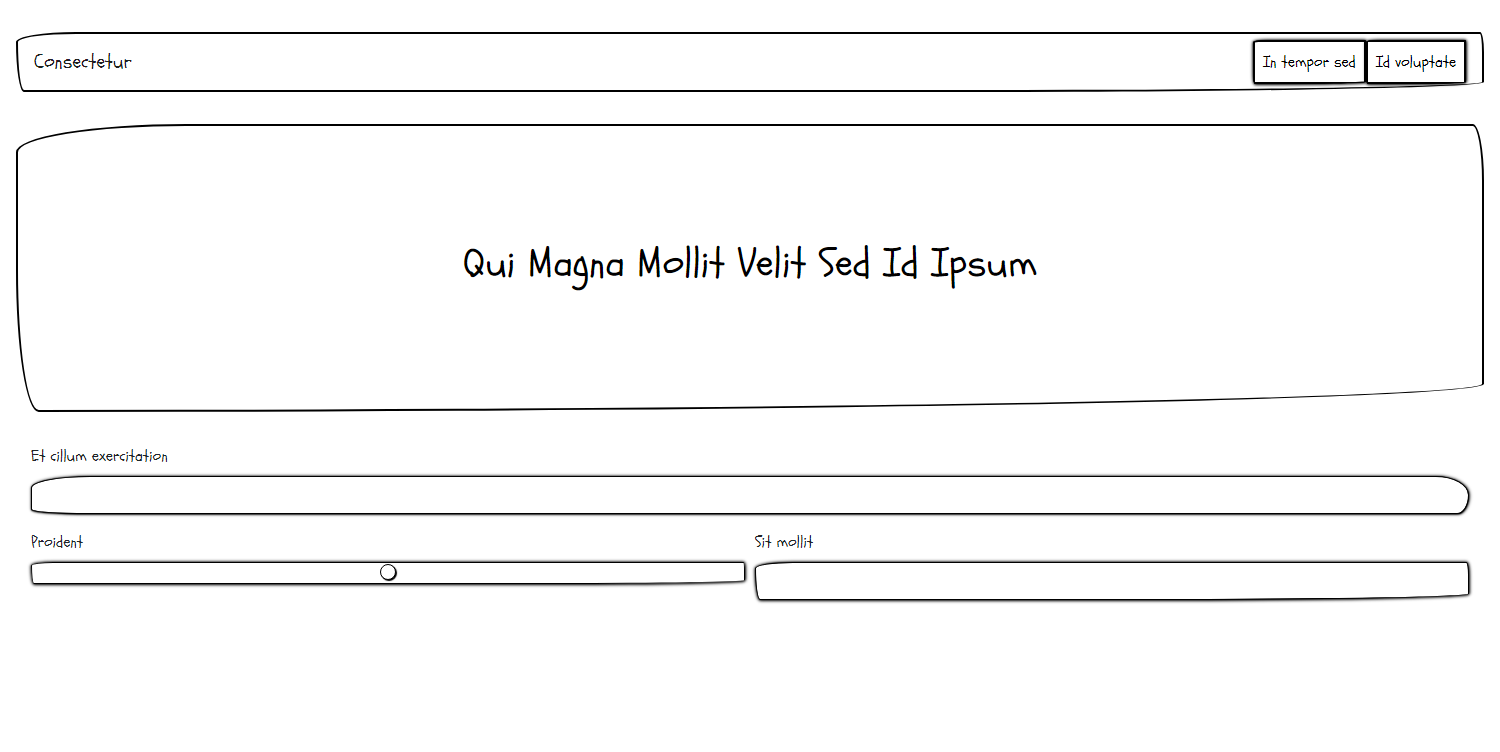 Consectetur
In tempor sed
Id voluptate
Qui Magna Mollit Velit Sed Id Ipsum
Et cillum exercitation
Proident
Sit mollit